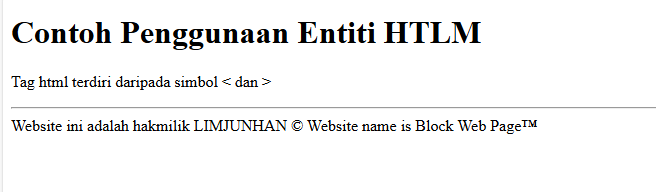 Contoh Penggunaan Entiti HTLM
Tag html terdiri daripada simbol < dan >
Website ini adalah hakmilik LIMJUNHAN © Website name is Block Web Page™